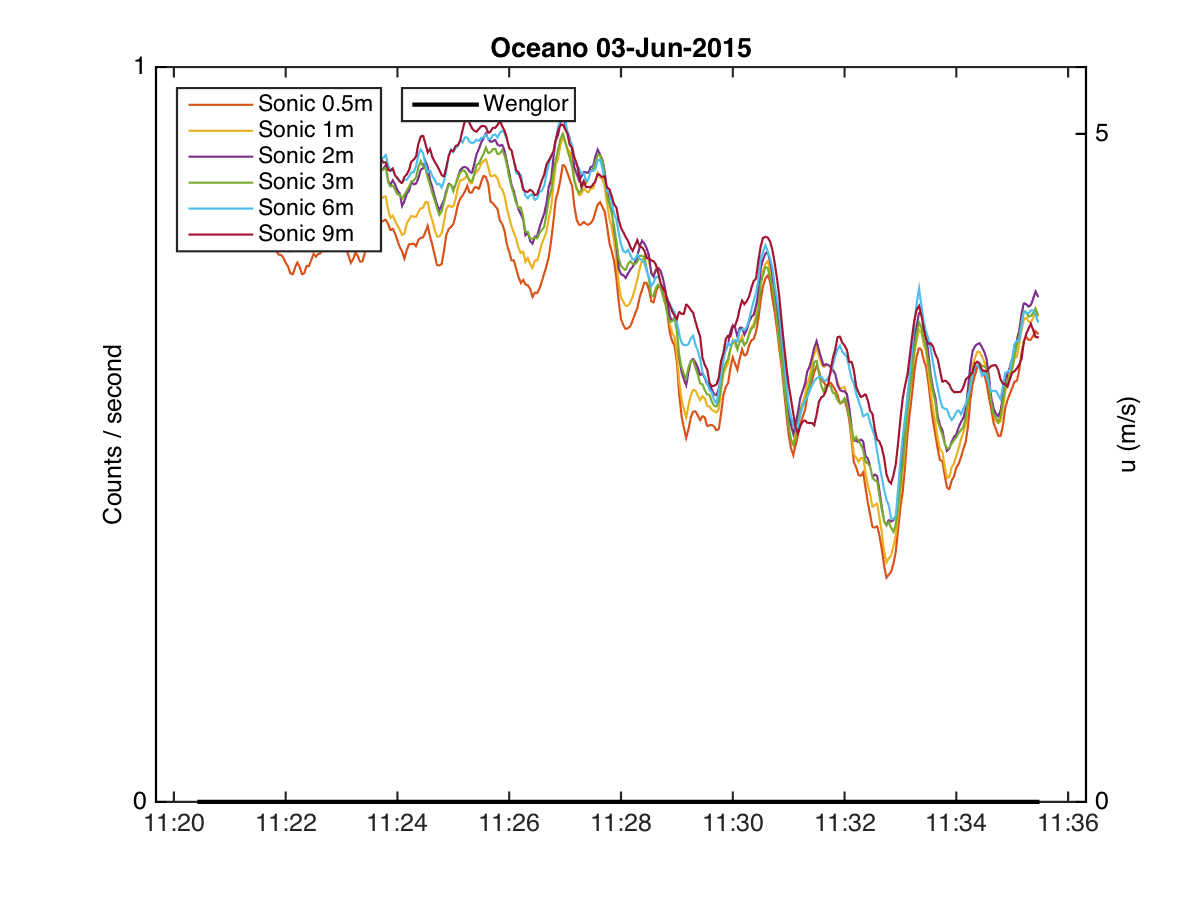 Oceano 03-Jun-2015
1
Sonic 0.5m
Sonic 1m
Sonic 2m
Sonic 3m
Sonic 6m
Sonic 9m
Wenglor
5
Counts / second
u (m/s)
0
0
11:20 11:22 11:24 11:26 11:28 11:30 11:32 11:34 11:36